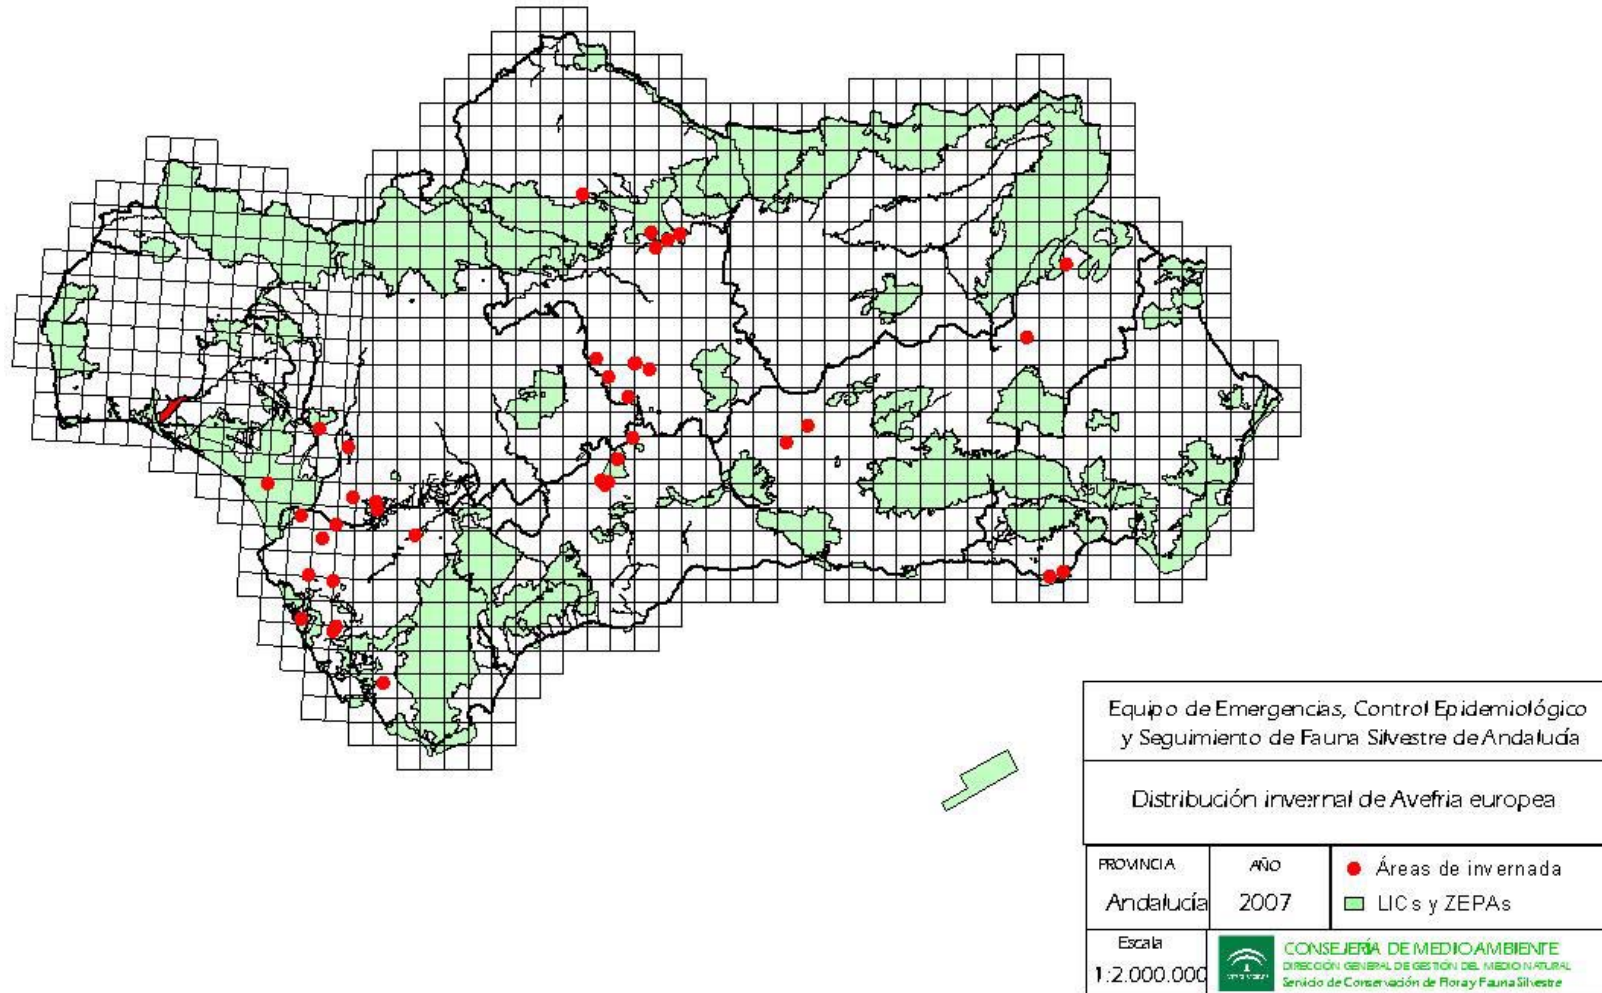 Equipo de Emergencias, Control Epidemiológico
y Seguimiento de Fauna Silvestre de Andalucía
Distribución invernal de Avefria europea
PROVINCIA
Andalucía
AÑO
2007
Áreas de invernada
LICs y ZEPAs
Escala
1:2.000.000
CONSEJERÍA DE MEDIO AMBIENTE
DIRECCIÓN GENERAL DE GESTIÓN DEL MEDIO NATURAL
Servicio de Conservación de Flora y Fauna Silvestre